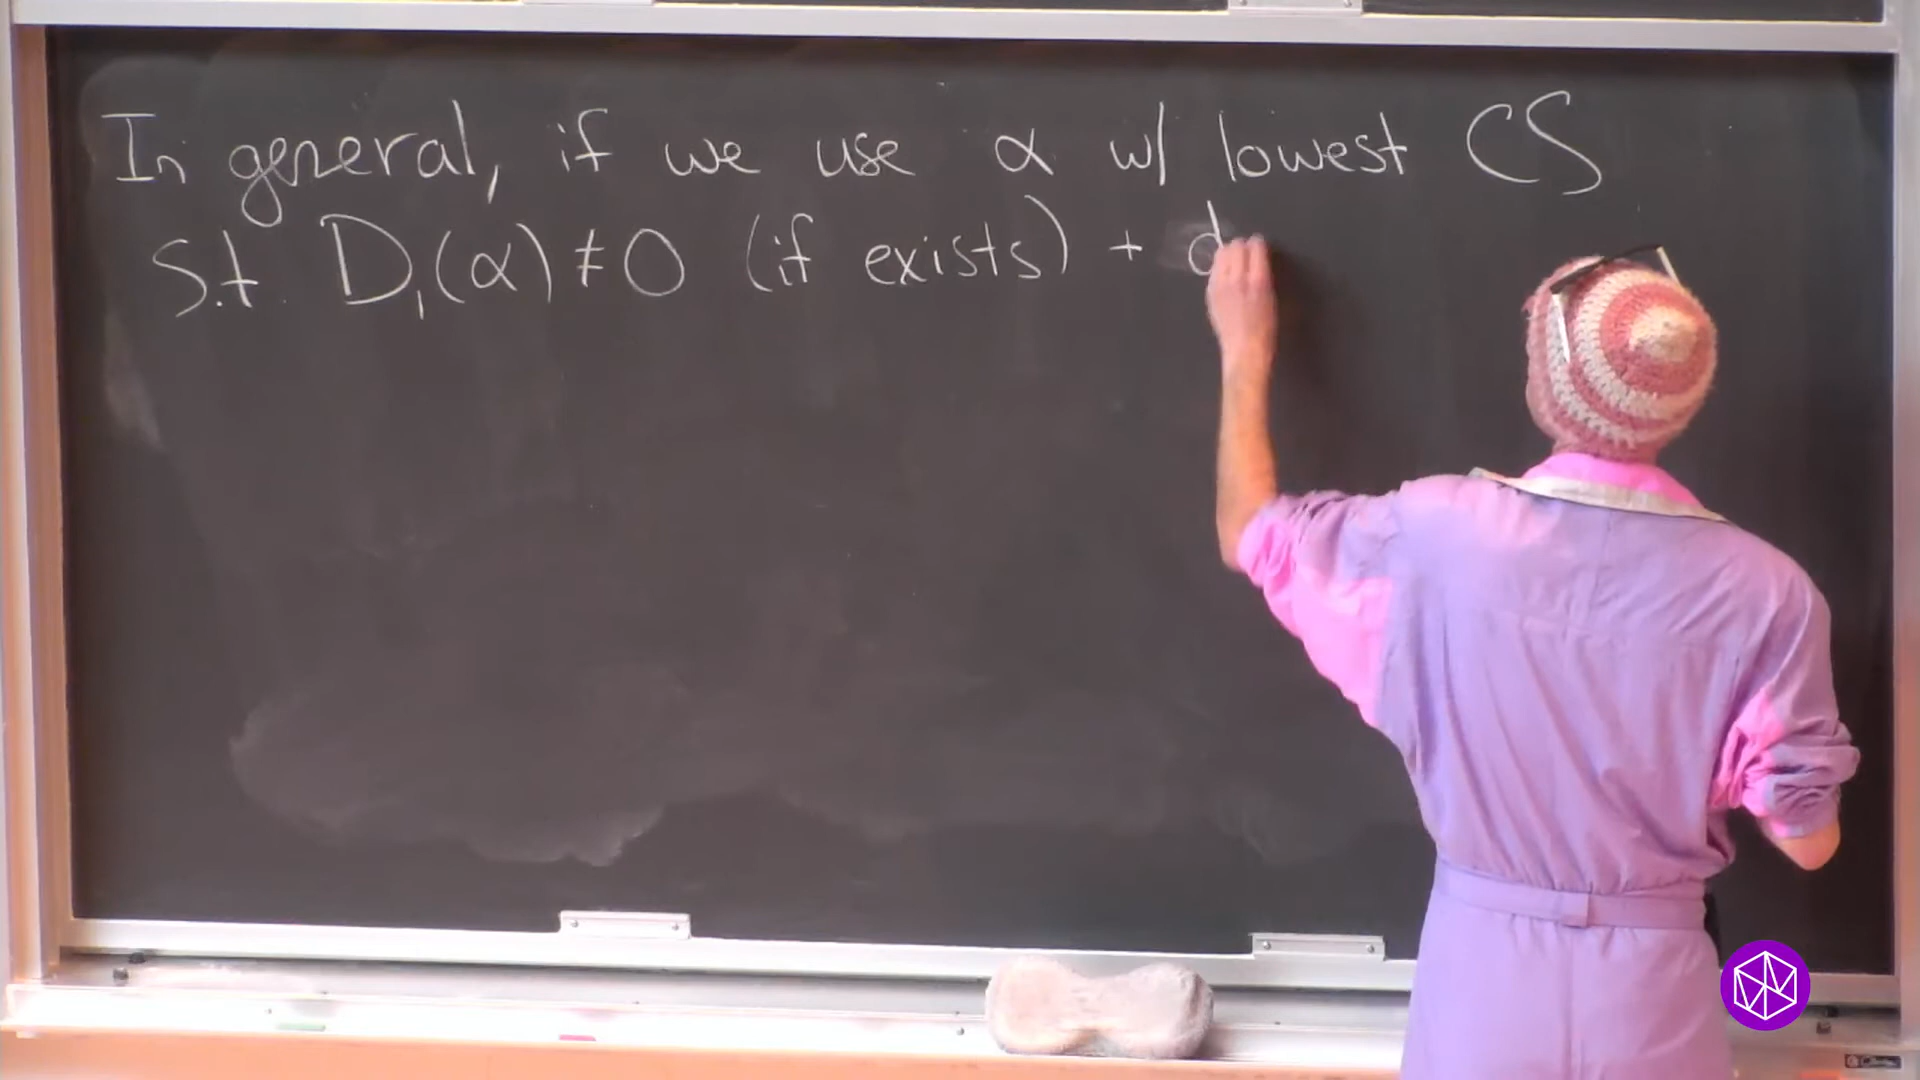 In general, if we use α w/ lowest CS
s.t. D₁(α) ≠ 0 (if exists) + d